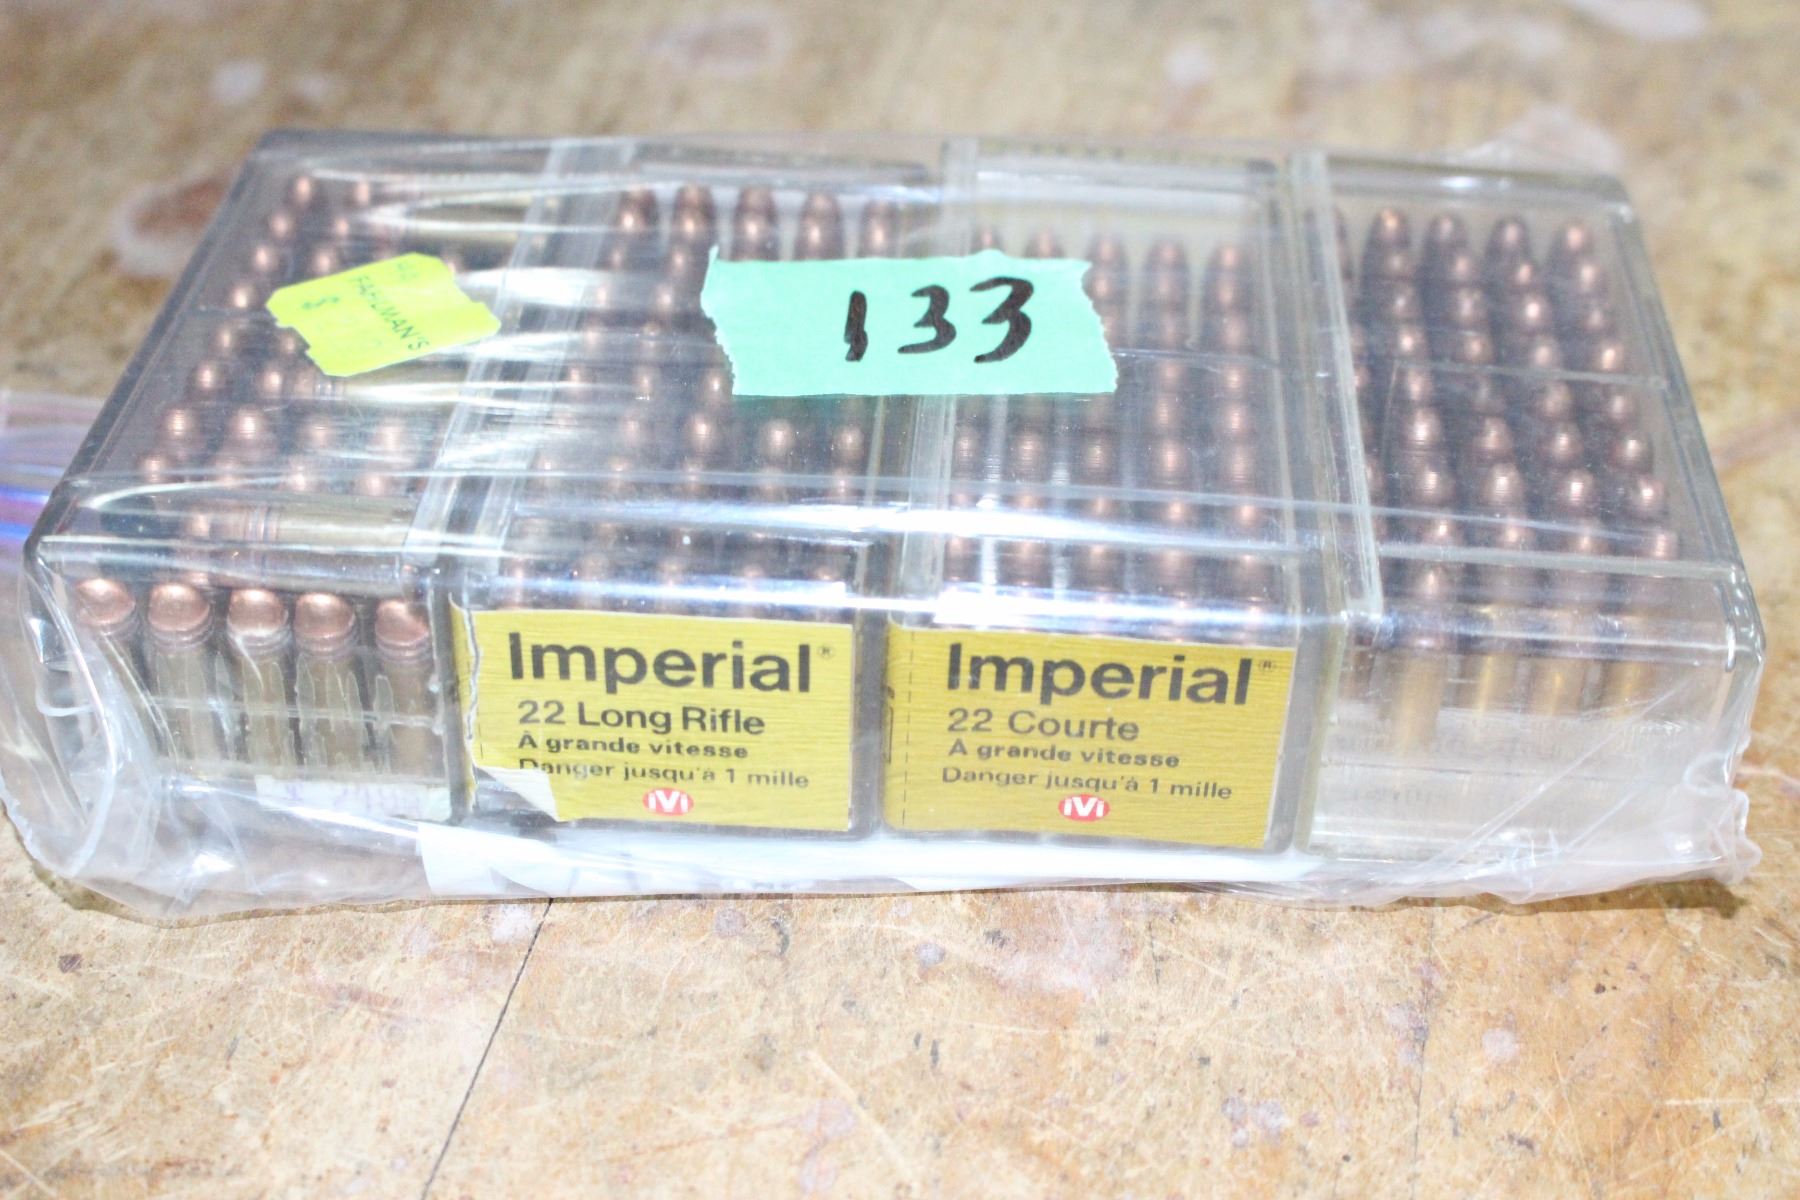 FAHLMAN'S
$
133
Imperial®
22 Long Rifle
À grande vitesse
Danger jusqu'à 1 mille
iVi
Imperial®
22 Courte
À grande vitesse
Danger jusqu'à 1 mille
iVi